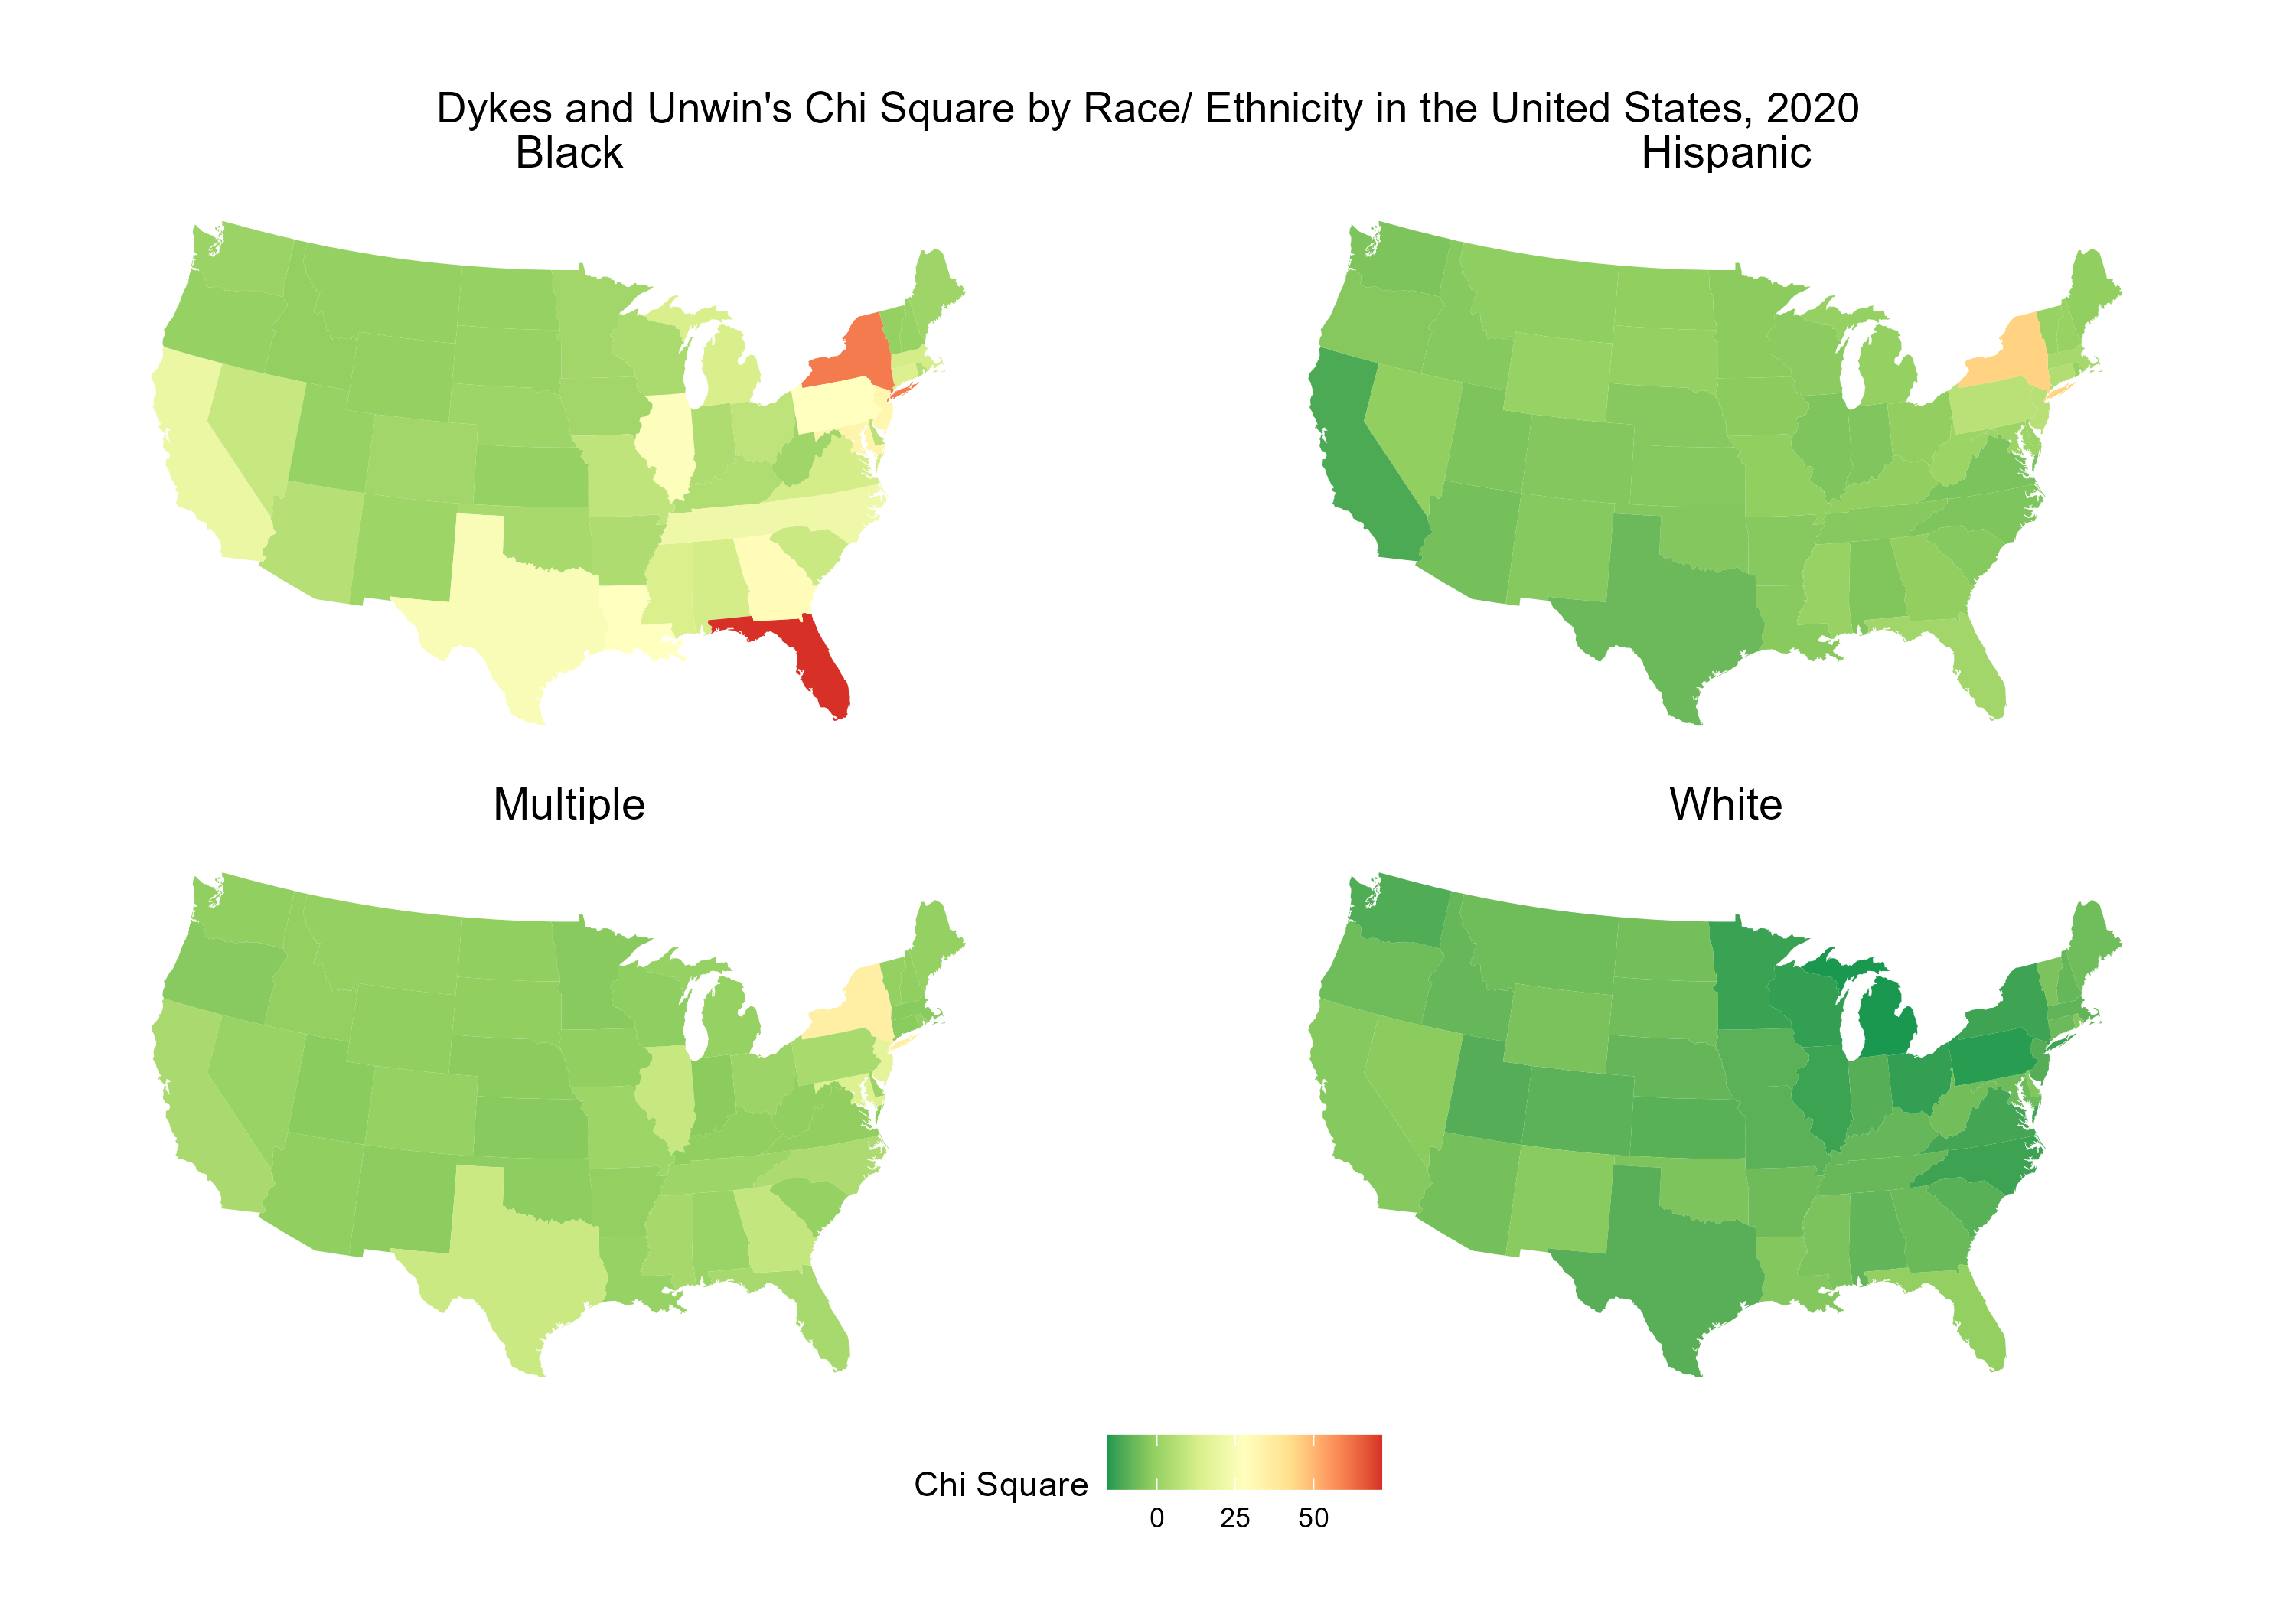 Dykes and Unwin's Chi Square by Race/ Ethnicity in the United States, 2020
Black
Hispanic
Multiple
White
Chi Square
0
25
50